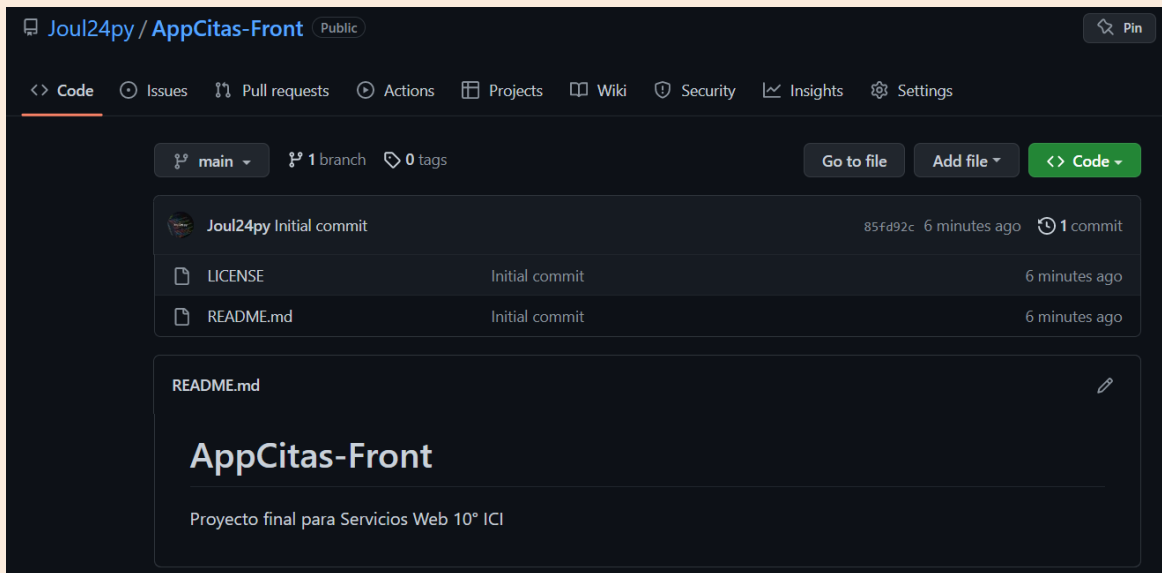 Joul24py / AppCitas-Front Public Pin
Code Issues Pull requests Actions Projects Wiki Security Insights Settings
main 1 branch 0 tags Go to file Add file Code
Joul24py Initial commit 85fd92c 6 minutes ago 1 commit
LICENSE Initial commit 6 minutes ago
README.md Initial commit 6 minutes ago
README.md
AppCitas-Front
Proyecto final para Servicios Web 10° ICI